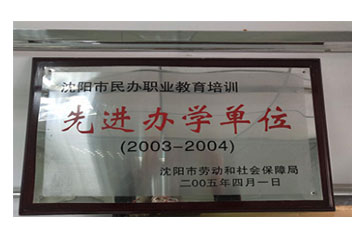 沈阳市民办职业教育培训
先进办学单位
(2003-2004)
沈阳市劳动和社会保障局
二00五年四月一日